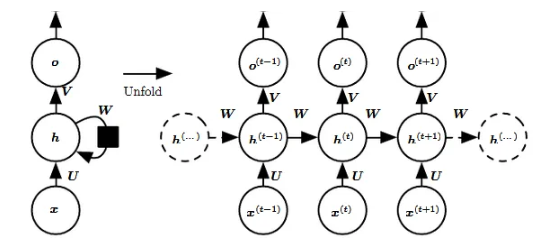 o o^(t−1) o^(t) o^(t+1)
V Unfold V V V
W W W W W
h h^(...) h^(t−1) h^(t) h^(t+1) h^(...)
U U U U
x x^(t−1) x^(t) x^(t+1)